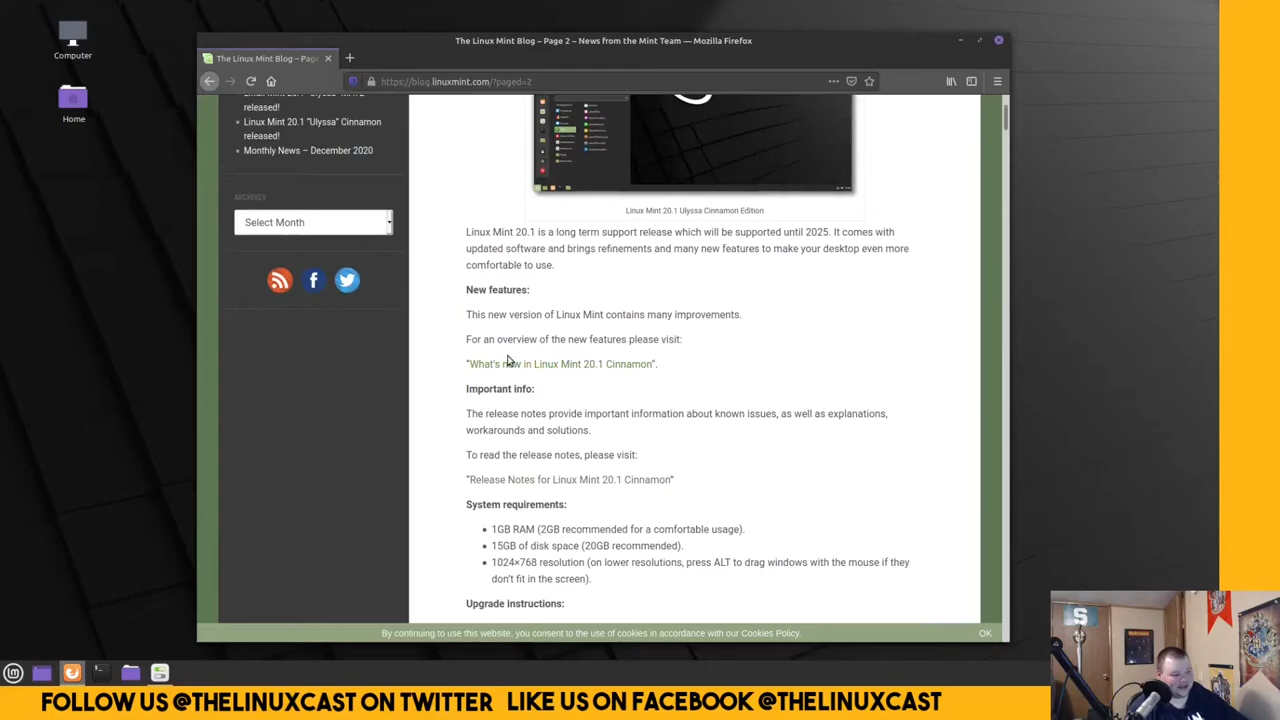 Computer
Home
The Linux Mint Blog – Page 2 – News from the Mint Team — Mozilla Firefox
The Linux Mint Blog – Page
https://blog.linuxmint.com/?paged=2
released!
Linux Mint 20.1 “Ulyssa” Cinnamon
released!
Monthly News – December 2020
ARCHIVES
Select Month
Linux Mint 20.1 Ulyssa Cinnamon Edition
Linux Mint 20.1 is a long term support release which will be supported until 2025. It comes with
updated software and brings refinements and many new features to make your desktop even more
comfortable to use.
New features:
This new version of Linux Mint contains many improvements.
For an overview of the new features please visit:
“What’s new in Linux Mint 20.1 Cinnamon“.
Important info:
The release notes provide important information about known issues, as well as explanations,
workarounds and solutions.
To read the release notes, please visit:
“Release Notes for Linux Mint 20.1 Cinnamon”
System requirements:
1GB RAM (2GB recommended for a comfortable usage).
15GB of disk space (20GB recommended).
1024×768 resolution (on lower resolutions, press ALT to drag windows with the mouse if they
don’t fit in the screen).
Upgrade instructions:
By continuing to use this website, you consent to the use of cookies in accordance with our Cookies Policy.
OK
S
FOLLOW US @THELINUXCAST ON TWITTER LIKE US ON FACEBOOK @THELINUXCAST